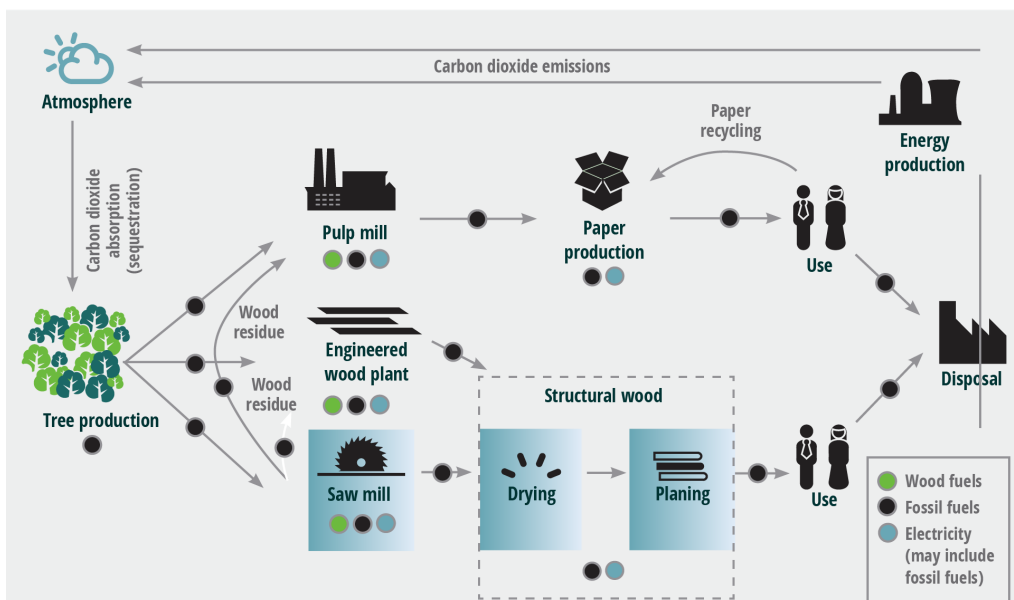 Carbon dioxide emissions
Atmosphere
Paper
recycling
Energy
production
Carbon dioxide
absorption
(sequestration)
Pulp mill
Paper
production
Use
Wood
residue
Engineered
wood plant
Wood
residue
Structural wood
Disposal
Tree production
Saw mill
Drying
Planing
Use
Wood fuels
Fossil fuels
Electricity
(may include
fossil fuels)